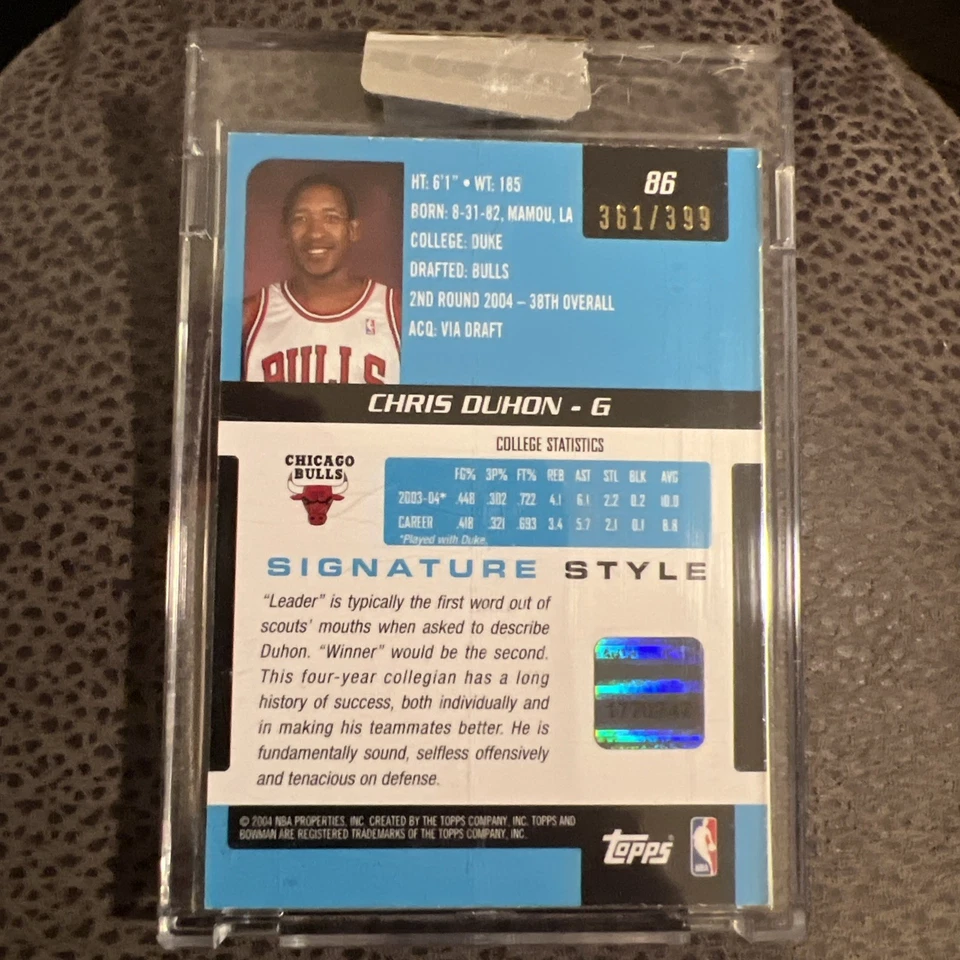 86
361/399
HT: 6'1" • WT: 185
BORN: 8-31-82, MAMOU, LA
COLLEGE: DUKE
DRAFTED: BULLS
2ND ROUND 2004 – 38TH OVERALL
ACQ: VIA DRAFT
BULLS
CHRIS DUHON - G
CHICAGO
BULLS
COLLEGE STATISTICS
FG% 3P% FT% REB AST STL BLK AVG
2003-04* .448 .302 .722 4.1 6.1 2.2 0.2 10.0
CAREER .418 .321 .693 3.4 5.7 2.1 0.1 8.8
*Played with Duke.
SIGNATURE STYLE
"Leader" is typically the first word out of
scouts' mouths when asked to describe
Duhon. "Winner" would be the second.
This four-year collegian has a long
history of success, both individually and
in making his teammates better. He is
fundamentally sound, selfless offensively
and tenacious on defense.
© 2004 NBA PROPERTIES, INC. CREATED BY THE TOPPS COMPANY, INC. TOPPS AND
BOWMAN ARE REGISTERED TRADEMARKS OF THE TOPPS COMPANY, INC.
Topps
NBA